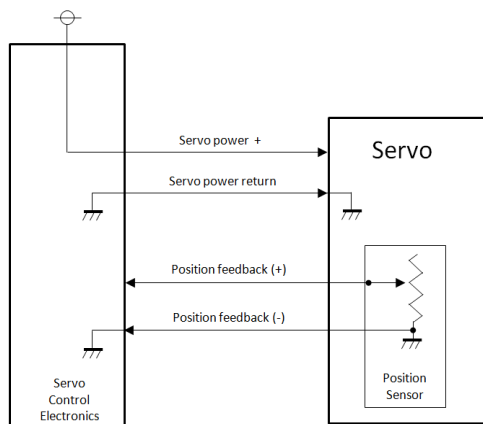 Servo power +
Servo
Servo power return
Position feedback (+)
Position feedback (-)
Servo
Control
Electronics
Position
Sensor